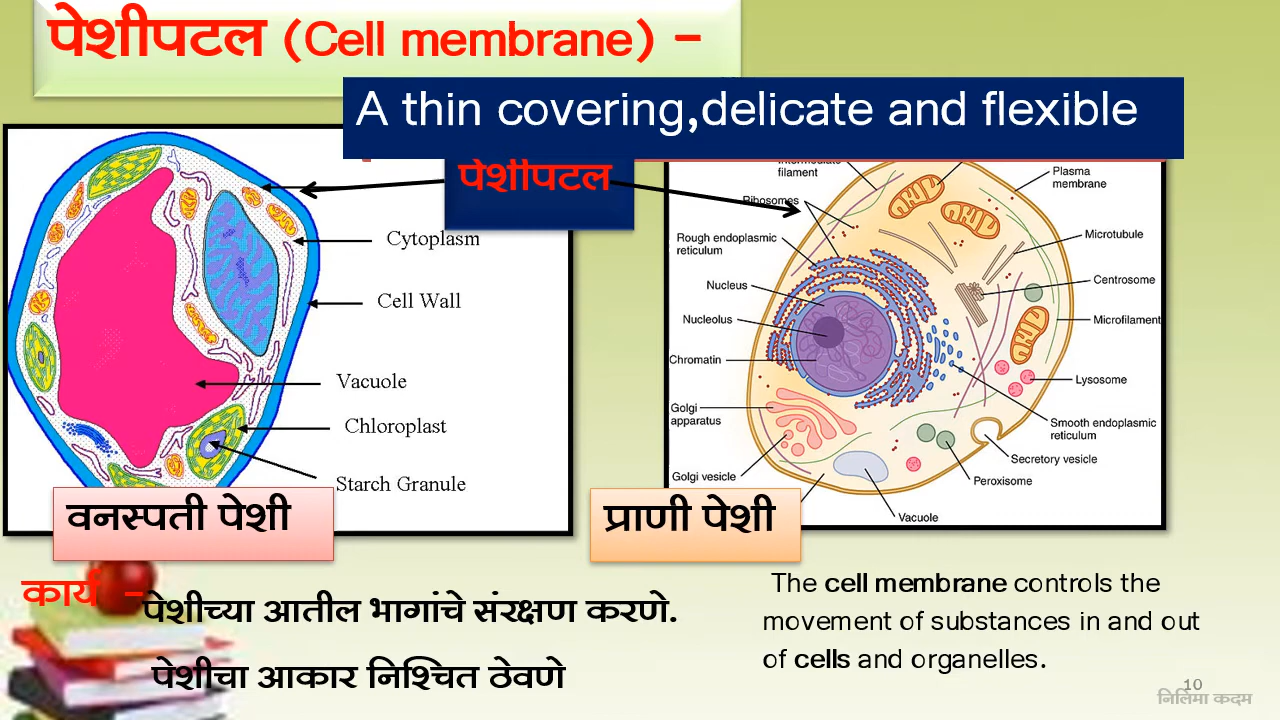 पेशीपटल (Cell membrane) –
A thin covering,delicate and flexible
पेशीपटल
Cytoplasm
Cell Wall
Vacuole
Chloroplast
Starch Granule
वनस्पती पेशी
Intermediate
filament
Ribosomes
Rough endoplasmic
reticulum
Nucleus
Nucleolus
Chromatin
Golgi
apparatus
Golgi vesicle
Plasma
membrane
Microtubule
Centrosome
Microfilament
Lysosome
Smooth endoplasmic
reticulum
Secretory vesicle
Peroxisome
Vacuole
प्राणी पेशी
कार्य –
पेशीच्या आतील भागांचे संरक्षण करणे.
पेशीचा आकार निश्चित ठेवणे
The cell membrane controls the
movement of substances in and out
of cells and organelles.
10
निलिमा कदम